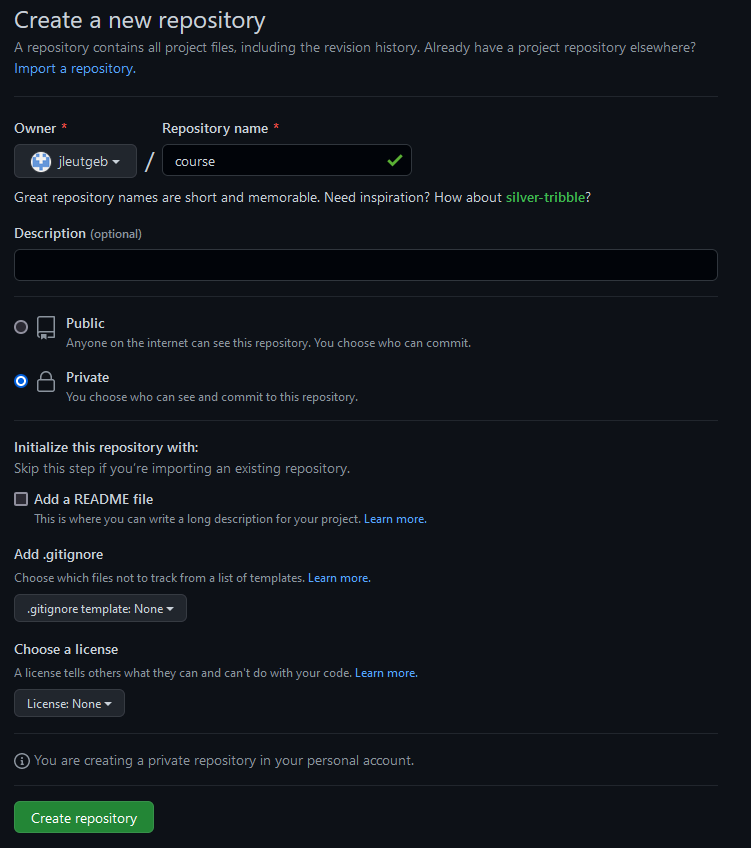 Create a new repository
A repository contains all project files, including the revision history. Already have a project repository elsewhere?
Import a repository.
Owner * Repository name *
jleutgeb / course
Great repository names are short and memorable. Need inspiration? How about silver-tribble?
Description (optional)
Public
Anyone on the internet can see this repository. You choose who can commit.
Private
You choose who can see and commit to this repository.
Initialize this repository with:
Skip this step if you're importing an existing repository.
Add a README file
This is where you can write a long description for your project. Learn more.
Add .gitignore
Choose which files not to track from a list of templates. Learn more.
.gitignore template: None
Choose a license
A license tells others what they can and can't do with your code. Learn more.
License: None
You are creating a private repository in your personal account.
Create repository